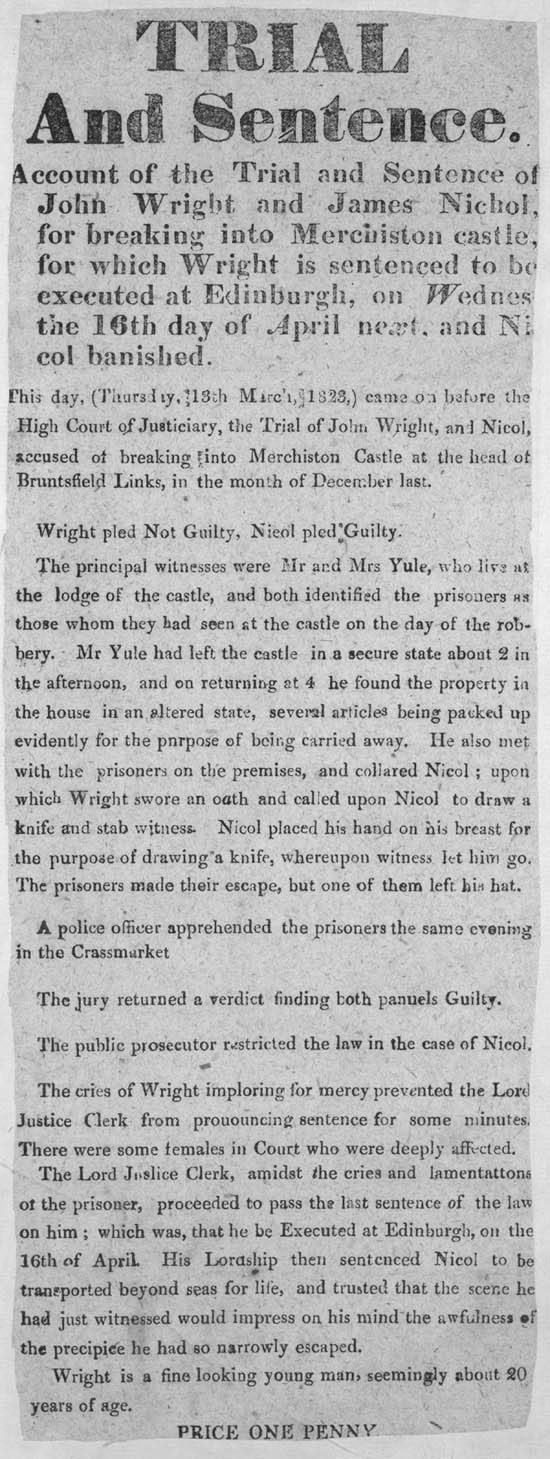 TRIAL
And Sentence.
Account of the Trial and Sentence of
John Wright and James Nichol,
for breaking into Merchiston castle,
for which Wright is sentenced to be
executed at Edinburgh, on Wednes
the 16th day of April next, and Ni
col banished.
This day, (Thursday, 13th March, 1823,) came on before the
High Court of Justiciary, the Trial of John Wright, and Nicol,
accused of breaking into Merchiston Castle at the head of
Bruntsfield Links, in the month of December last.
Wright pled Not Guilty, Nicol pled Guilty.
The principal witnesses were Mr and Mrs Yule, who live at
the lodge of the castle, and both identified the prisoners as
those whom they had seen at the castle on the day of the rob-
bery. Mr Yule had left the castle in a secure state about 2 in
the afternoon, and on returning at 4 he found the property in
the house in an altered state, several articles being packed up
evidently for the pnrpose of being carried away. He also met
with the prisoners on the premises, and collared Nicol ; upon
which Wright swore an oath and called upon Nicol to draw a
knife and stab witness. Nicol placed his hand on his breast for
the purpose of drawing a knife, whereupon witness let him go.
The prisoners made their escape, but one of them left his hat.
A police officer apprehended the prisoners the same evening
in the Crassmarket
The jury returned a verdict finding both panuels Guilty.
The public prosecutor restricted the law in the case of Nicol.
The cries of Wright imploring for mercy prevented the Lord
Justice Clerk from prououncing sentence for some minutes.
There were some females in Court who were deeply affected.
The Lord Juslice Clerk, amidst the cries and lamentattons
of the prisoner, proceeded to pass the last sentence of the law
on him ; which was, that he be Executed at Edinburgh, on the
16th of April. His Lordship then sentenced Nicol to be
transported beyond seas for life, and trusted that the scene he
had just witnessed would impress on his mind the awfulness of
the precipice he had so narrowly escaped.
Wright is a fine looking young man, seemingly about 20
years of age.
PRICE ONE PENNY